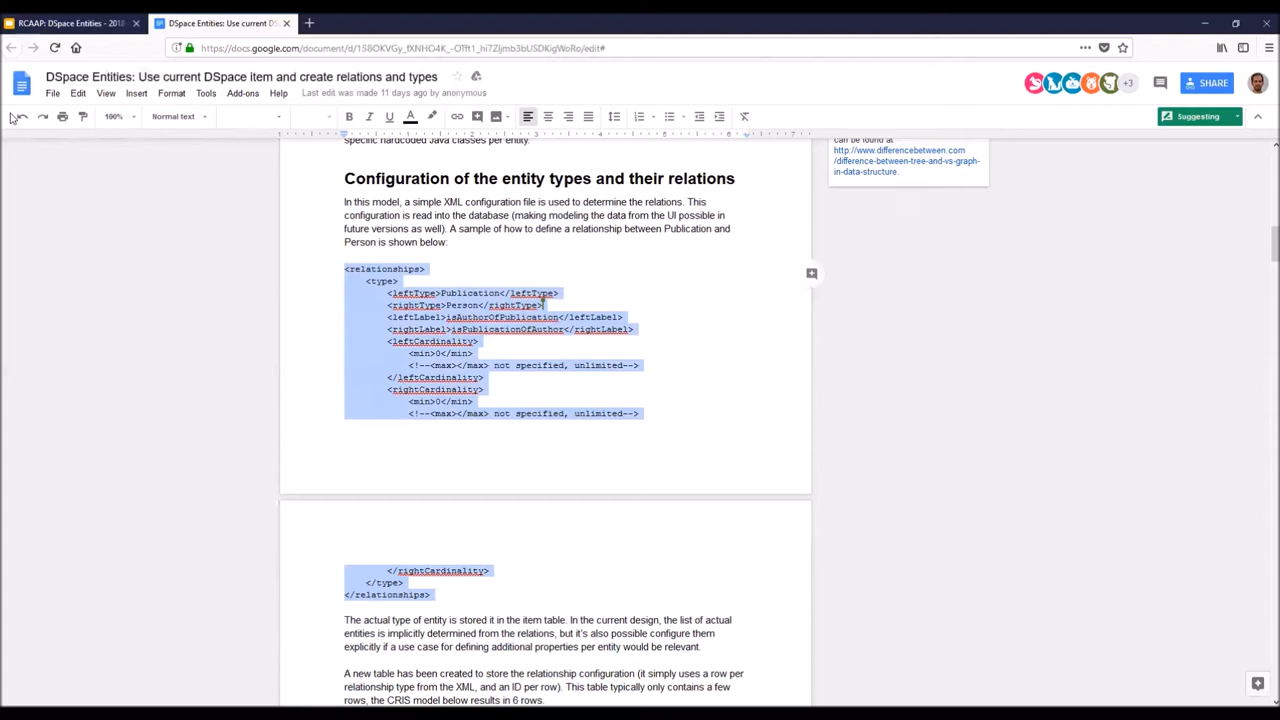 RCAAP: DSpace Entities - 2018
DSpace Entities: Use current DS
https://docs.google.com/document/d/158OKVGy_fXNHO4K_-OTft1_hi7ZIjmb3bUSDKigWoRo/edit#
DSpace Entities: Use current DSpace item and create relations and types
File Edit View Insert Format Tools Add-ons Help Last edit was made 11 days ago by anonymous
+3
SHARE
100% Normal text
Suggesting
1 1 2 3 4 5 6 7
specific hardcoded Java classes per entity.
can be found at
http://www.differencebetween.com
/difference-between-tree-and-vs-graph-
in-data-structure.
Configuration of the entity types and their relations
In this model, a simple XML configuration file is used to determine the relations. This
configuration is read into the database (making modeling the data from the UI possible in
future versions as well). A sample of how to define a relationship between Publication and
Person is shown below:
<relationships>
<type>
<leftType>Publication</leftType>
<rightType>Person</rightType>
<leftLabel>isAuthorOfPublication</leftLabel>
<rightLabel>isPublicationOfAuthor</rightLabel>
<leftCardinality>
<min>0</min>
<!--<max></max> not specified, unlimited-->
</leftCardinality>
<rightCardinality>
<min>0</min>
<!--<max></max> not specified, unlimited-->
</rightCardinality>
</type>
</relationships>
The actual type of entity is stored it in the item table. In the current design, the list of actual
entities is implicitly determined from the relations, but it's also possible configure them
explicitly if a use case for defining additional properties per entity would be relevant.
A new table has been created to store the relationship configuration (it simply uses a row per
relationship type from the XML, and an ID per row). This table typically only contains a few
rows, the CRIS model below results in 6 rows.